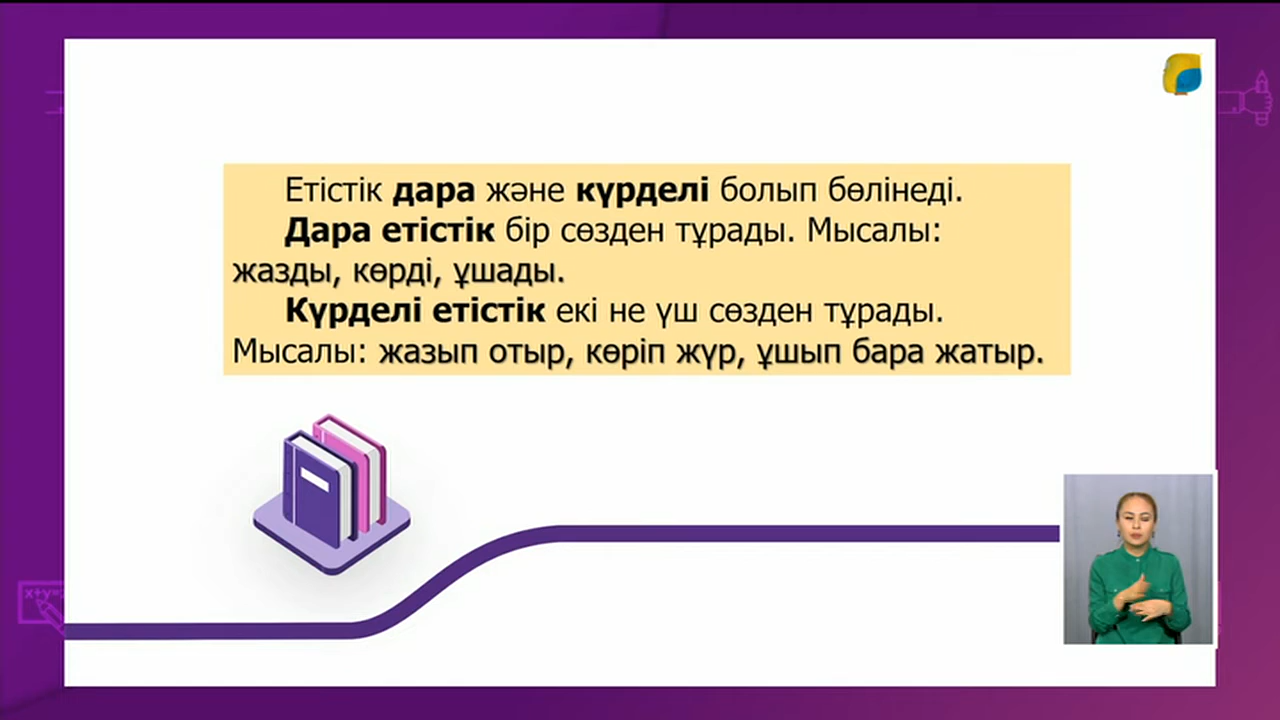 Етістік дара және күрделі болып бөлінеді.
Дара етістік бір сөзден тұрады. Мысалы:
жазды, көрді, ұшады.
Күрделі етістік екі не үш сөзден тұрады.
Мысалы: жазып отыр, көріп жүр, ұшып бара жатыр.
x+y=